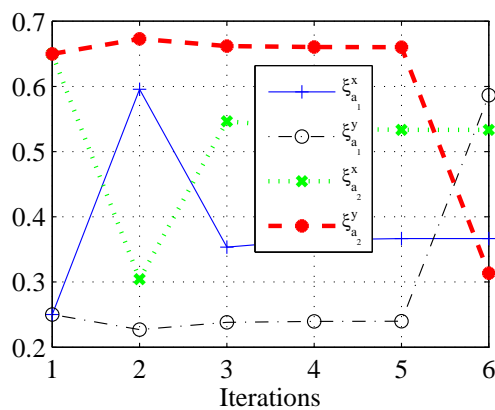 0.7
0.6
0.5
0.4
0.3
0.2
ξ^x_{a_1}
ξ^y_{a_1}
ξ^x_{a_2}
ξ^y_{a_2}
1 2 3 4 5 6
Iterations